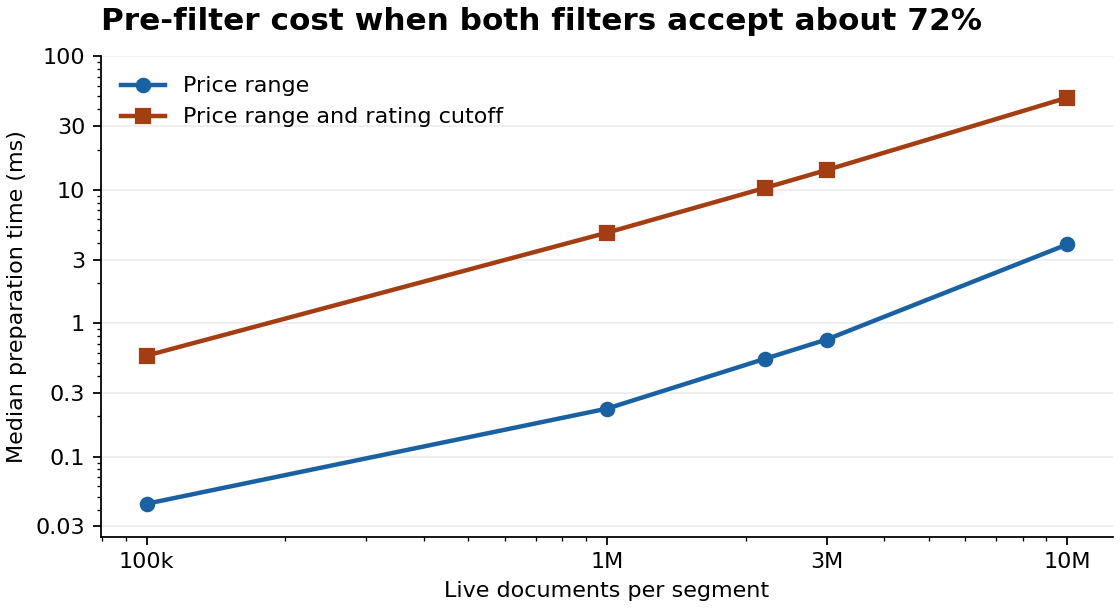 Pre-filter cost when both filters accept about 72%
Price range
Price range and rating cutoff
Median preparation time (ms)
100
30
10
3
1
0.3
0.1
0.03
100k
1M
3M
10M
Live documents per segment